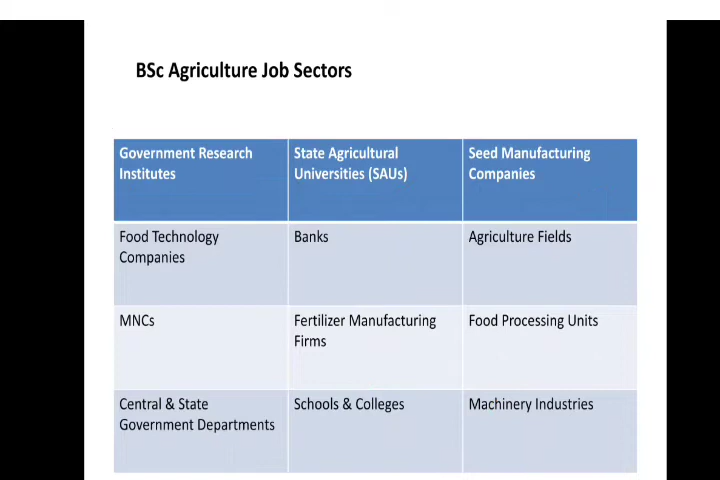 BSc Agriculture Job Sectors
Government Research
Institutes
State Agricultural
Universities (SAUs)
Seed Manufacturing
Companies
Food Technology
Companies
Banks
Agriculture Fields
MNCs
Fertilizer Manufacturing
Firms
Food Processing Units
Central & State
Government Departments
Schools & Colleges
Machinery Industries